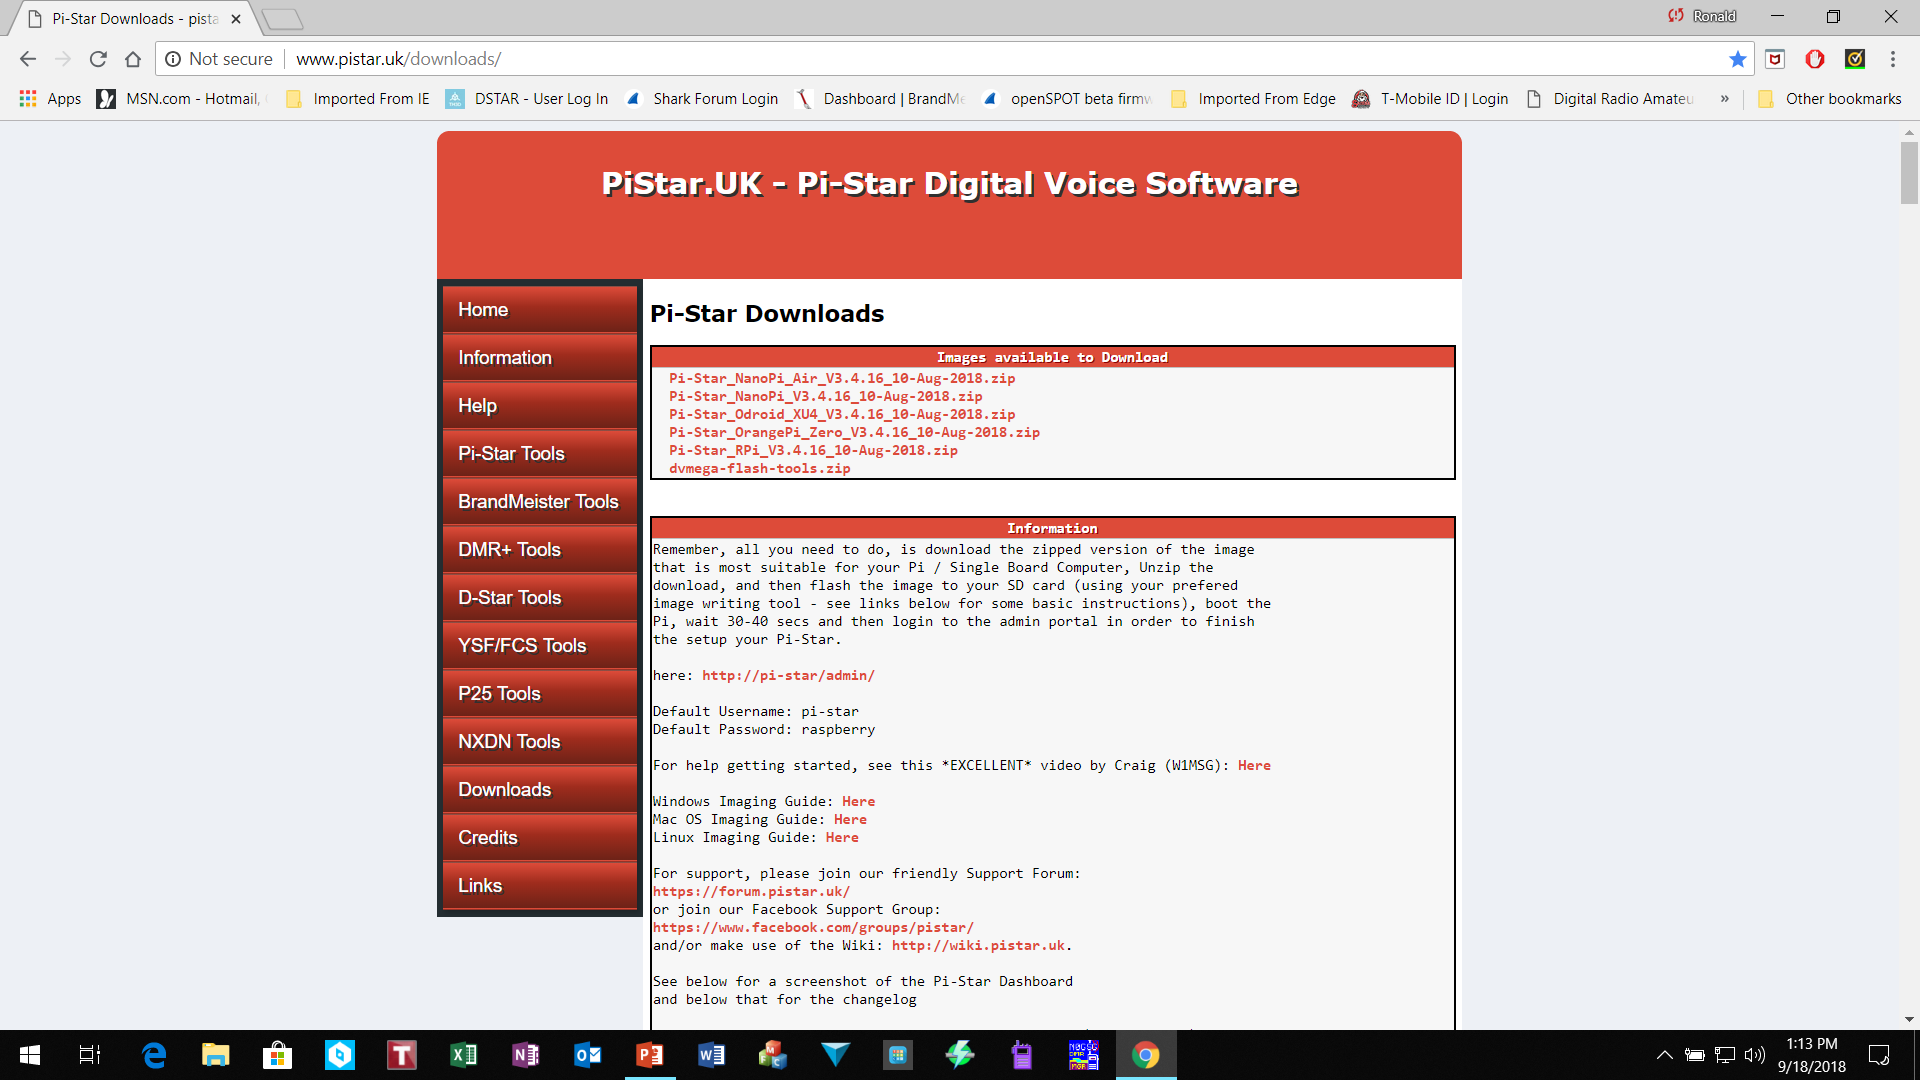 Pi-Star Downloads - pista
Ronald
Not secure
www.pistar.uk/downloads/
Apps
MSN.com - Hotmail,
Imported From IE
DSTAR - User Log In
Shark Forum Login
Dashboard | BrandMe
openSPOT beta firmw
Imported From Edge
T-Mobile ID | Login
Digital Radio Amateu
»
Other bookmarks
PiStar.UK - Pi-Star Digital Voice Software
Home
Information
Help
Pi-Star Tools
BrandMeister Tools
DMR+ Tools
D-Star Tools
YSF/FCS Tools
P25 Tools
NXDN Tools
Downloads
Credits
Links
Pi-Star Downloads
Images available to Download
Pi-Star_NanoPi_Air_V3.4.16_10-Aug-2018.zip
Pi-Star_NanoPi_V3.4.16_10-Aug-2018.zip
Pi-Star_Odroid_XU4_V3.4.16_10-Aug-2018.zip
Pi-Star_OrangePi_Zero_V3.4.16_10-Aug-2018.zip
Pi-Star_RPi_V3.4.16_10-Aug-2018.zip
dvmega-flash-tools.zip
Information
Remember, all you need to do, is download the zipped version of the image
that is most suitable for your Pi / Single Board Computer, Unzip the
download, and then flash the image to your SD card (using your prefered
image writing tool - see links below for some basic instructions), boot the
Pi, wait 30-40 secs and then login to the admin portal in order to finish
the setup your Pi-Star.
here: http://pi-star/admin/
Default Username: pi-star
Default Password: raspberry
For help getting started, see this *EXCELLENT* video by Craig (W1MSG): Here
Windows Imaging Guide: Here
Mac OS Imaging Guide: Here
Linux Imaging Guide: Here
For support, please join our friendly Support Forum:
https://forum.pistar.uk/
or join our Facebook Support Group:
https://www.facebook.com/groups/pistar/
and/or make use of the Wiki: http://wiki.pistar.uk.
See below for a screenshot of the Pi-Star Dashboard
and below that for the changelog
1:13 PM
9/18/2018